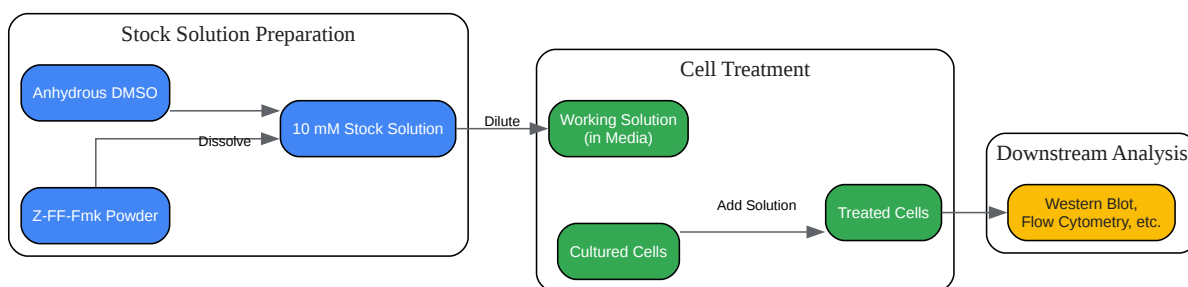 Stock Solution Preparation
Anhydrous DMSO
Dissolve
Z-FF-Fmk Powder
10 mM Stock Solution
Dilute
Cell Treatment
Working Solution
(in Media)
Cultured Cells
Add Solution
Treated Cells
Downstream Analysis
Western Blot,
Flow Cytometry, etc.